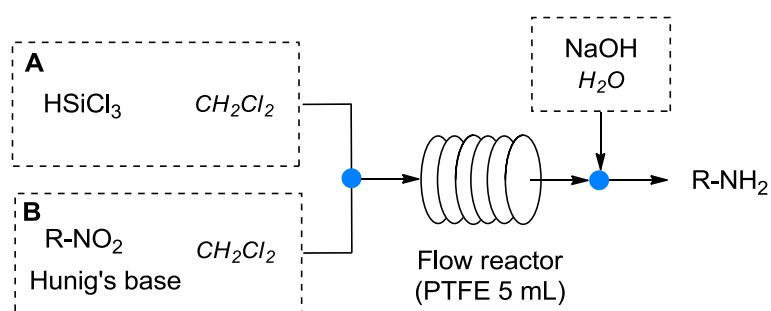 A
HSiCl₃ CH₂Cl₂
B
R-NO₂ CH₂Cl₂
Hunig's base
Flow reactor
(PTFE 5 mL)
NaOH
H₂O
R-NH₂